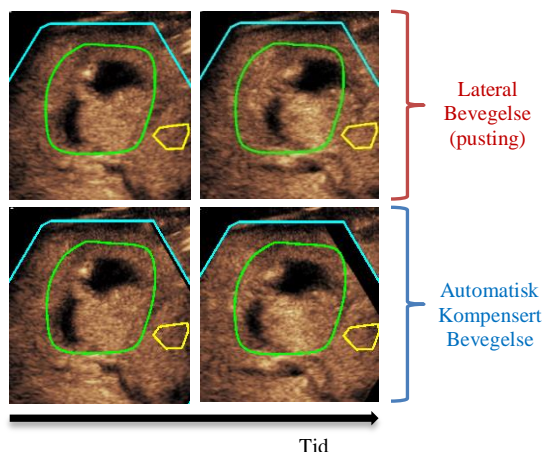 Lateral
Bevegelse
(pusting)
Automatisk
Kompensert
Bevegelse
Tid